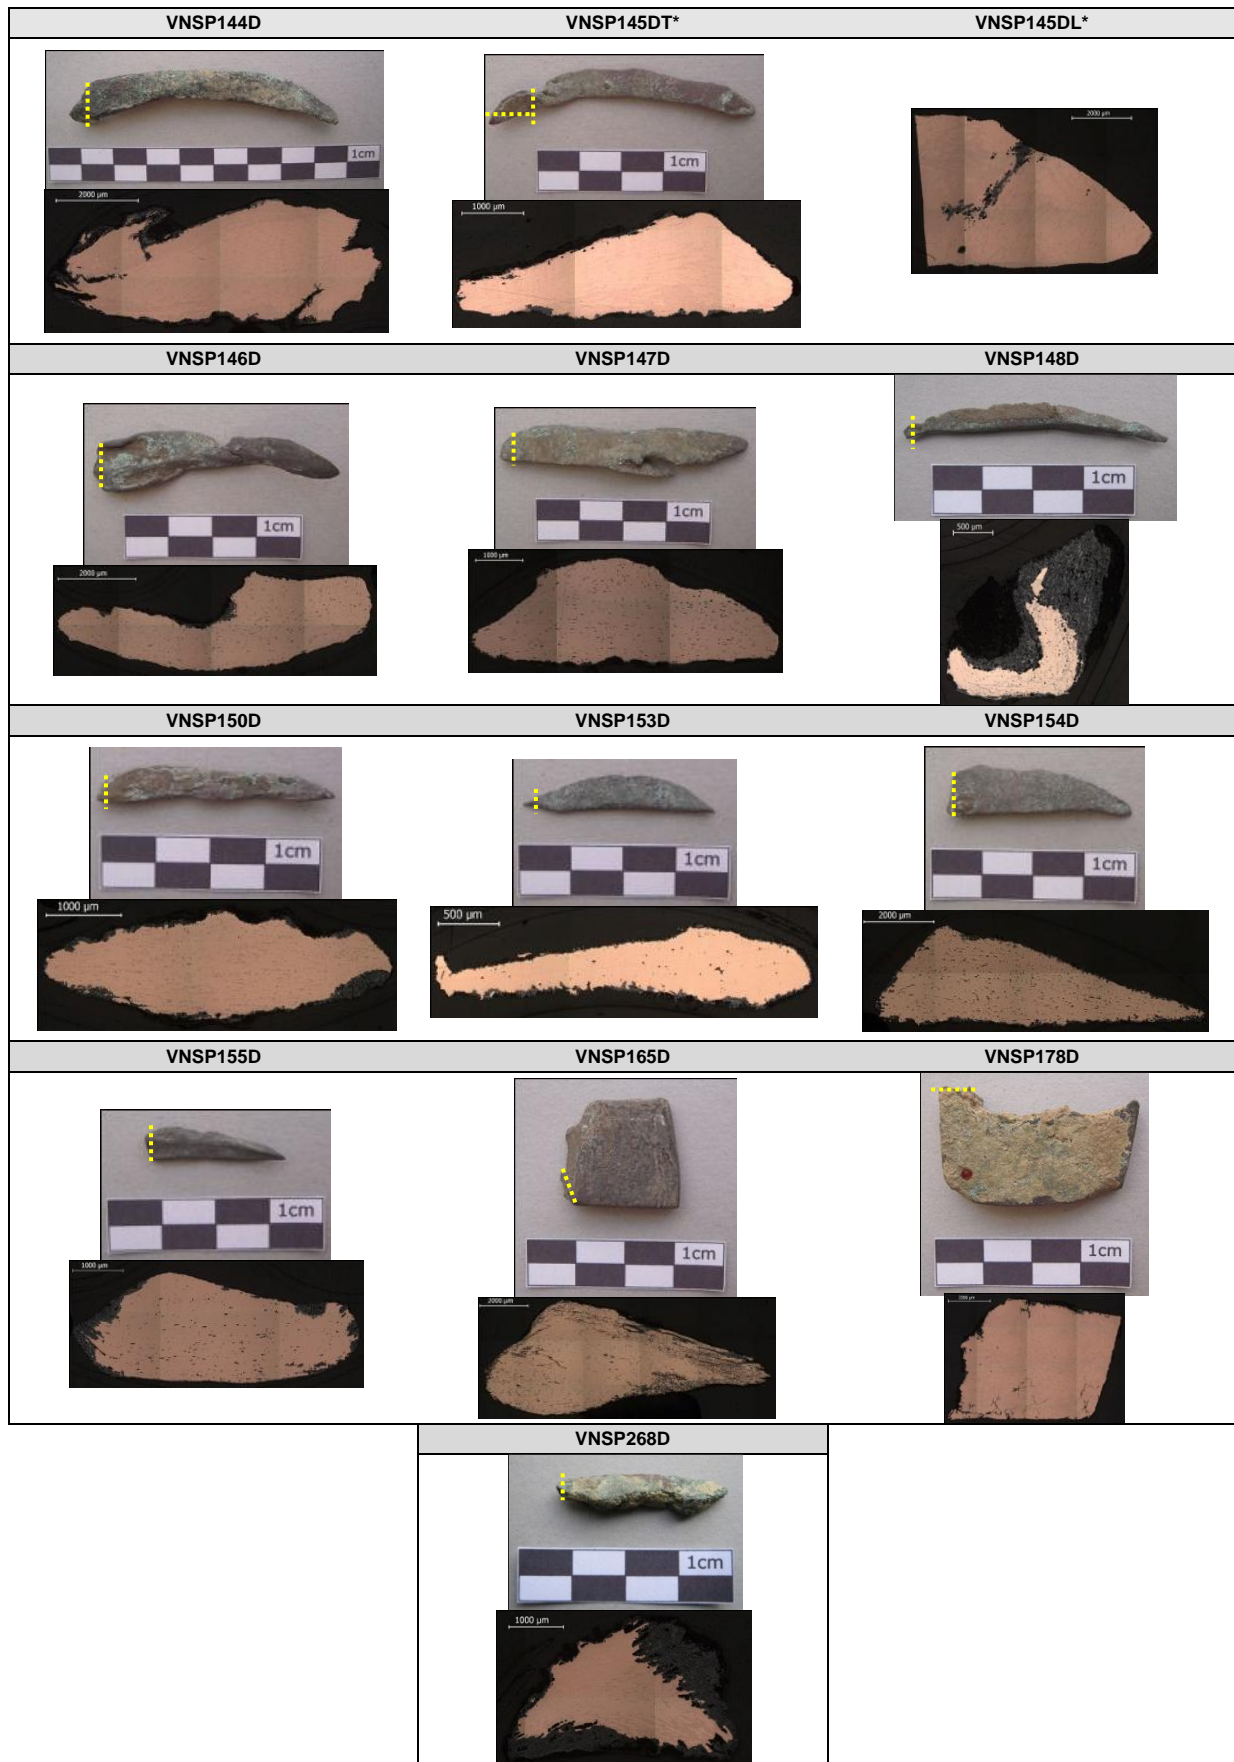 VNSP144D VNSP145DT* VNSP145DL*
1cm
2000 µm
1cm
1000 µm
2000 µm
VNSP146D VNSP147D VNSP148D
1cm
2000 µm
1cm
1000 µm
1cm
500 µm
VNSP150D VNSP153D VNSP154D
1cm
1000 µm
1cm
500 µm
1cm
2000 µm
VNSP155D VNSP165D VNSP178D
1cm
1000 µm
1cm
2000 µm
1cm
VNSP268D
1cm
1000 µm